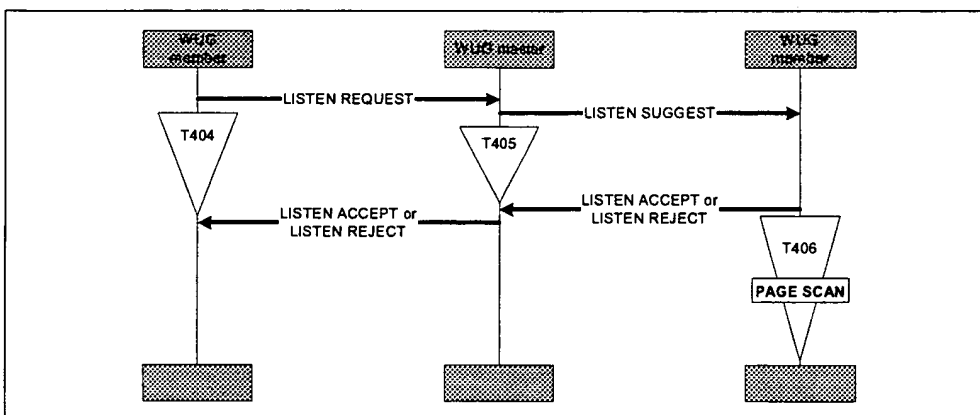 WUG
member
WUG master
WUG
member
LISTEN REQUEST
LISTEN SUGGEST
T404
T405
LISTEN ACCEPT or
LISTEN REJECT
LISTEN ACCEPT or
LISTEN REJECT
T406
PAGE SCAN